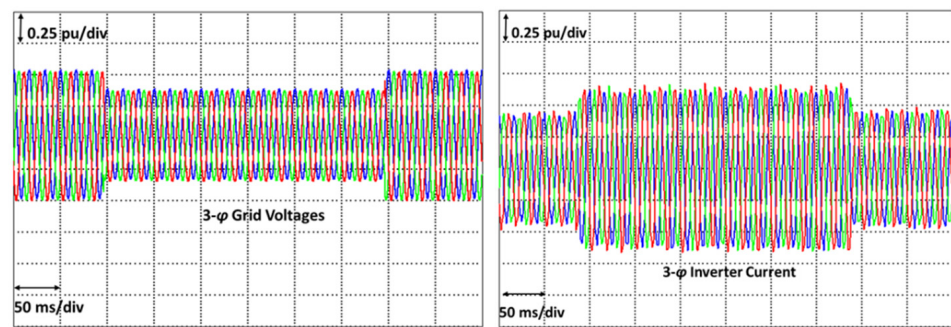 0.25 pu/div
3-φ Grid Voltages
50 ms/div
0.25 pu/div
3-φ Inverter Current
50 ms/div